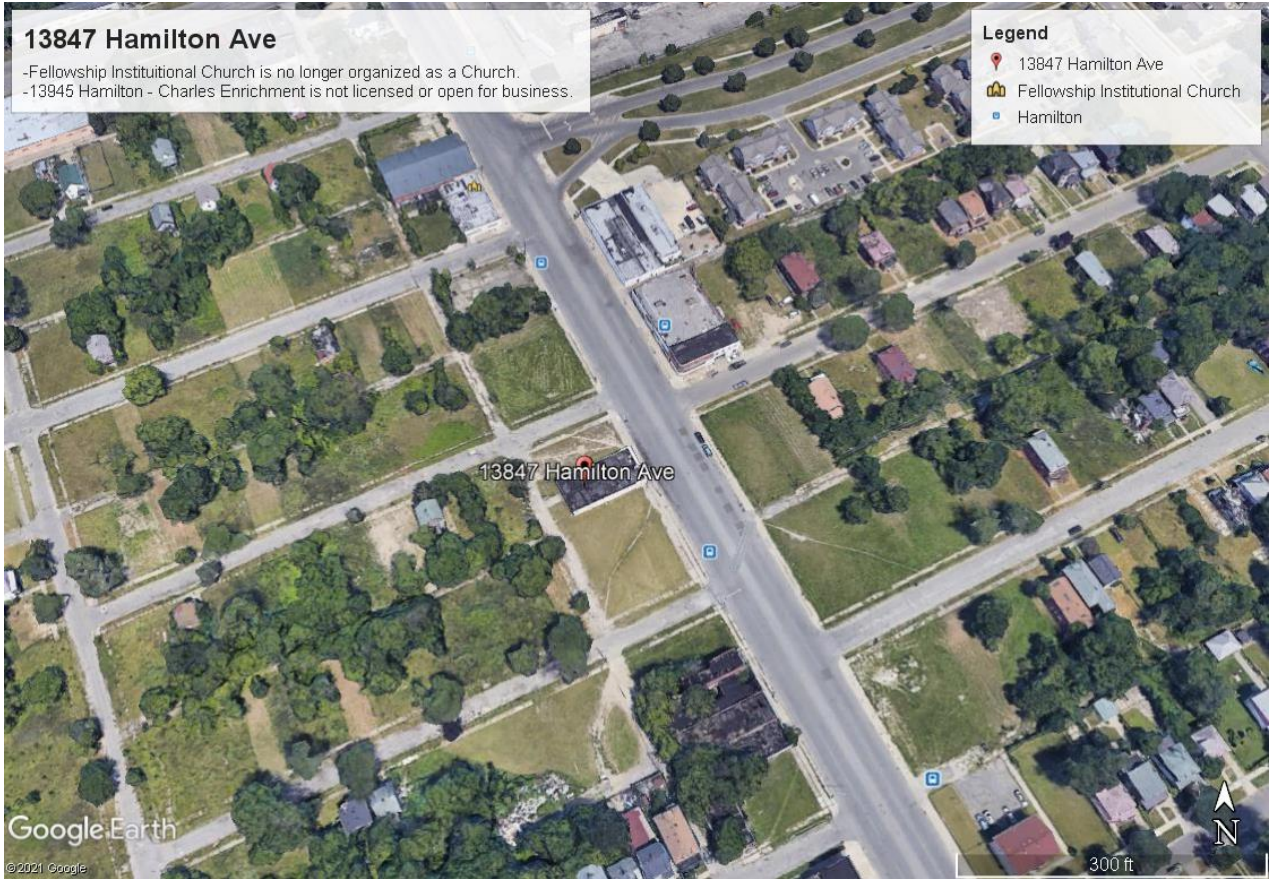 13847 Hamilton Ave
-Fellowship Institutional Church is no longer organized as a Church.
-13945 Hamilton - Charles Enrichment is not licensed or open for business.
Legend
13847 Hamilton Ave
Fellowship Institutional Church
Hamilton
13847 Hamilton Ave
Google Earth
©2021 Google
N
300 ft